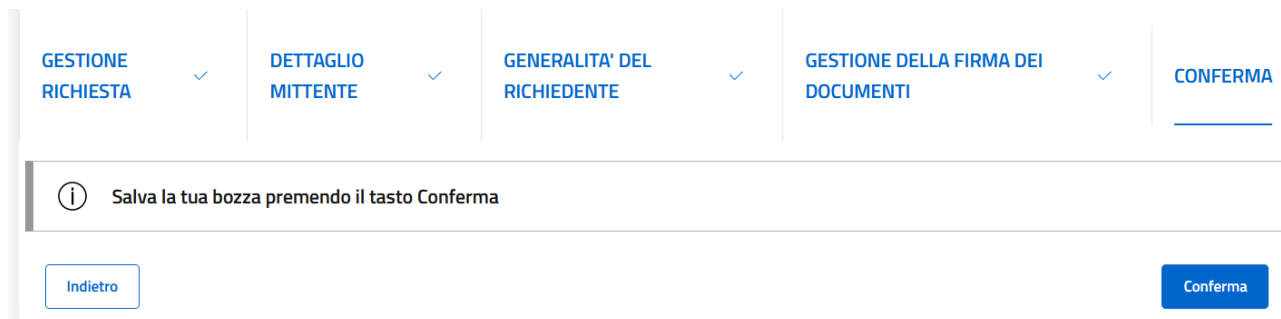 GESTIONE
RICHIESTA
DETTAGLIO
MITTENTE
GENERALITA' DEL
RICHIEDENTE
GESTIONE DELLA FIRMA DEI
DOCUMENTI
CONFERMA
Salva la tua bozza premendo il tasto Conferma
Indietro
Conferma